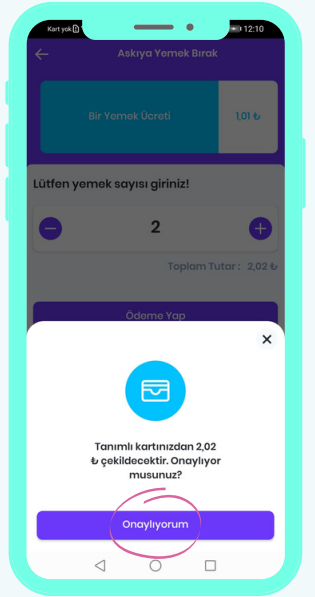 Kart yok
12:10
Askıya Yemek Bırak
Bir Yemek Ücreti
1,01 ₺
Lütfen yemek sayısı giriniz!
2
Toplam Tutar : 2,02 ₺
Ödeme Yap
Tanımlı kartınızdan 2,02
₺ çekildecektir. Onaylıyor
musunuz?
Onaylıyorum